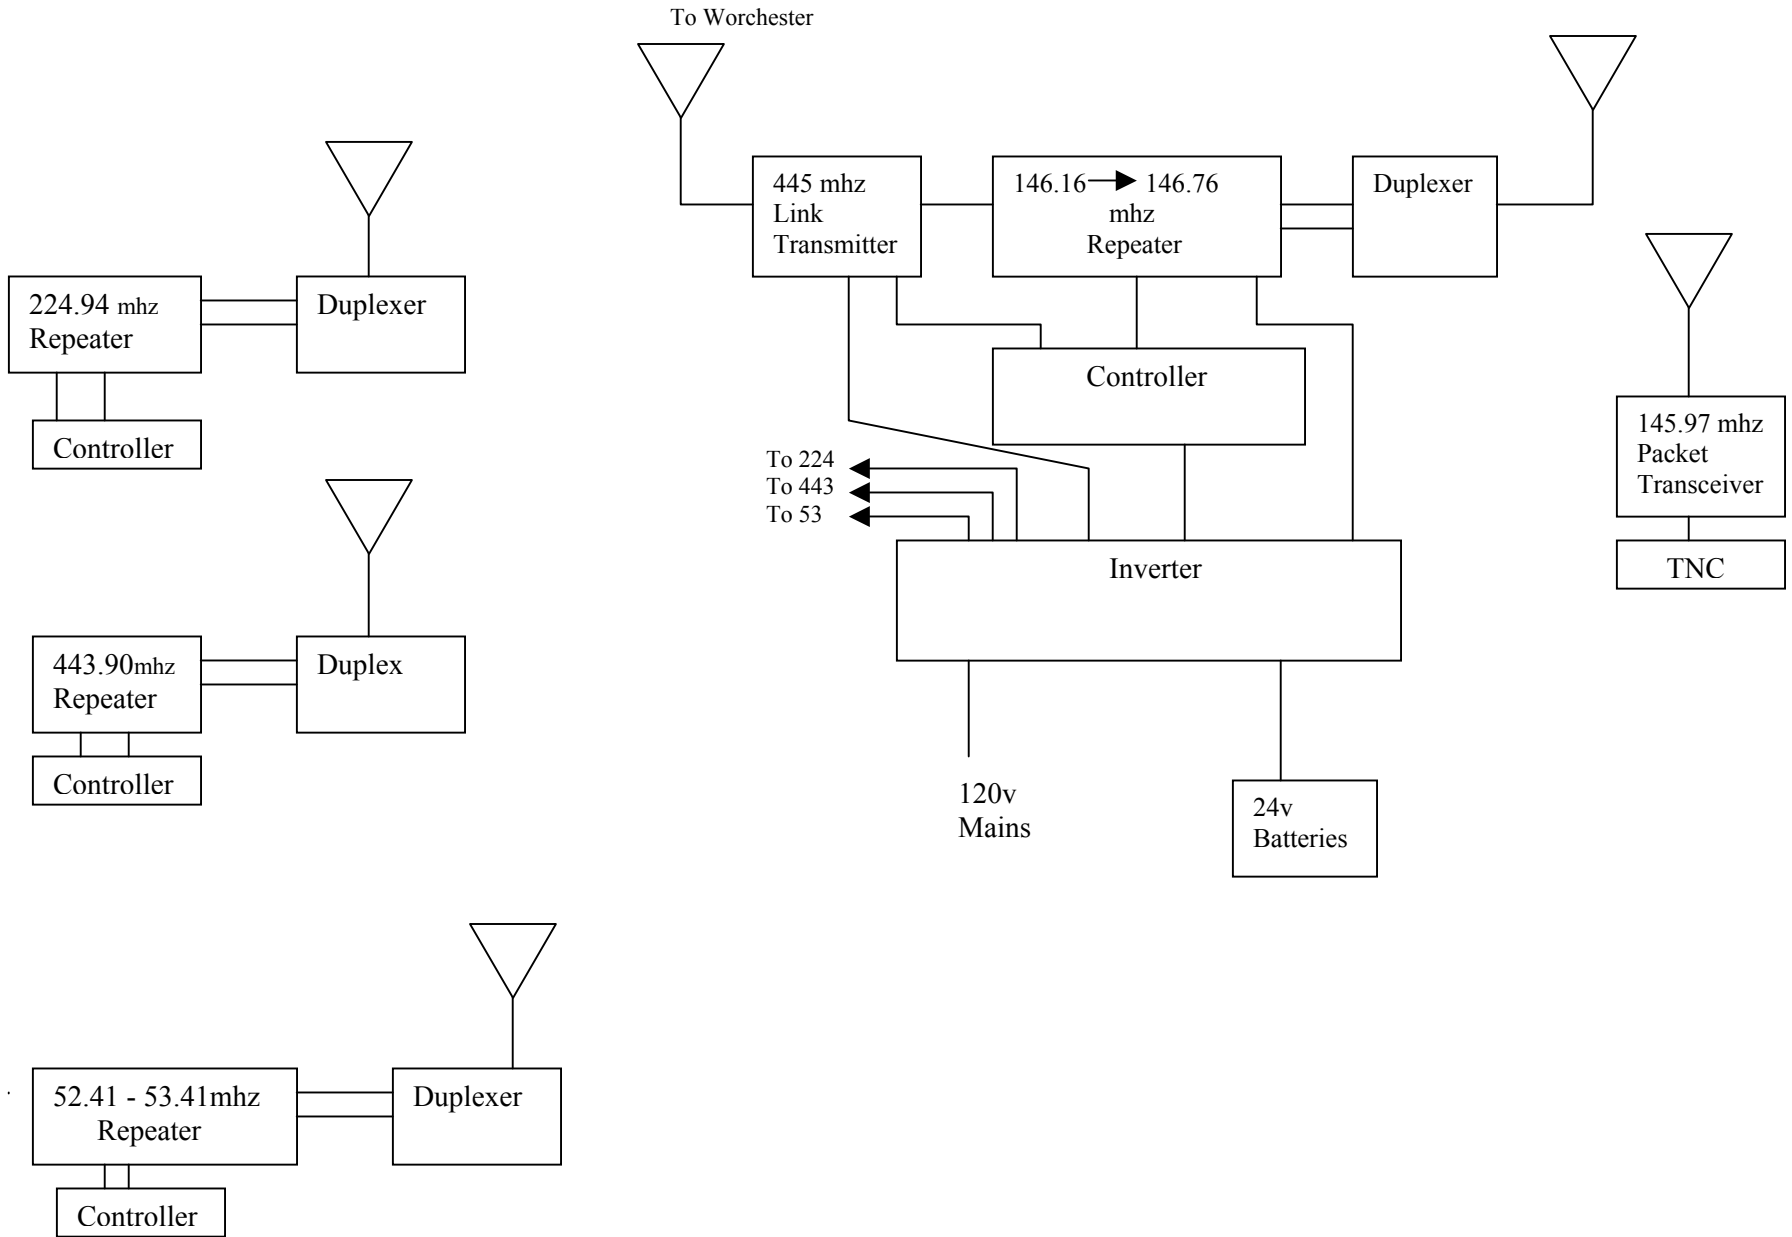 To Worchester
445 mhz
Link
Transmitter
146.16 146.76
mhz
Repeater
Duplexer
224.94 mhz
Repeater
Duplexer
Controller
Controller
145.97 mhz
Packet
Transceiver
TNC
To 224
To 443
To 53
Inverter
443.90mhz
Repeater
Duplex
Controller
120v
Mains
24v
Batteries
52.41 - 53.41mhz
Repeater
Duplexer
Controller